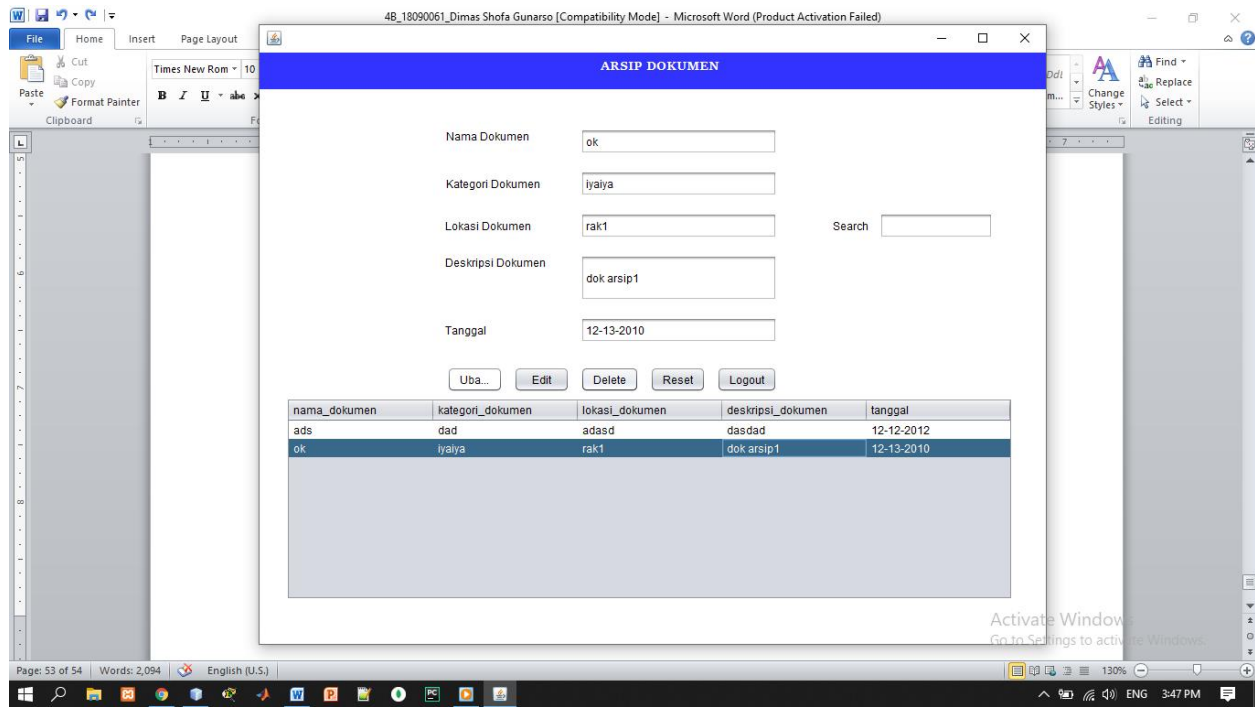 4B_18090061_Dimas Shofa Gunarso [Compatibility Mode] - Microsoft Word (Product Activation Failed)
File Home Insert Page Layout
Cut
Copy
Format Painter
Paste
Clipboard
Times New Rom 10
B I U abc
Find
Replace
Select
Editing
Change Styles
ARSIP DOKUMEN
Nama Dokumen ok
Kategori Dokumen iyaiya
Lokasi Dokumen rak1 Search
Deskripsi Dokumen dok arsip1
Tanggal 12-13-2010
Uba... Edit Delete Reset Logout
nama_dokumen kategori_dokumen lokasi_dokumen deskripsi_dokumen tanggal
ads dad adasd dasdad 12-12-2012
ok iyaiya rak1 dok arsip1 12-13-2010
Activate Windows
Go to Settings to activate Windows.
Page: 53 of 54 Words: 2,094 English (U.S.) 130%
ENG 3:47 PM